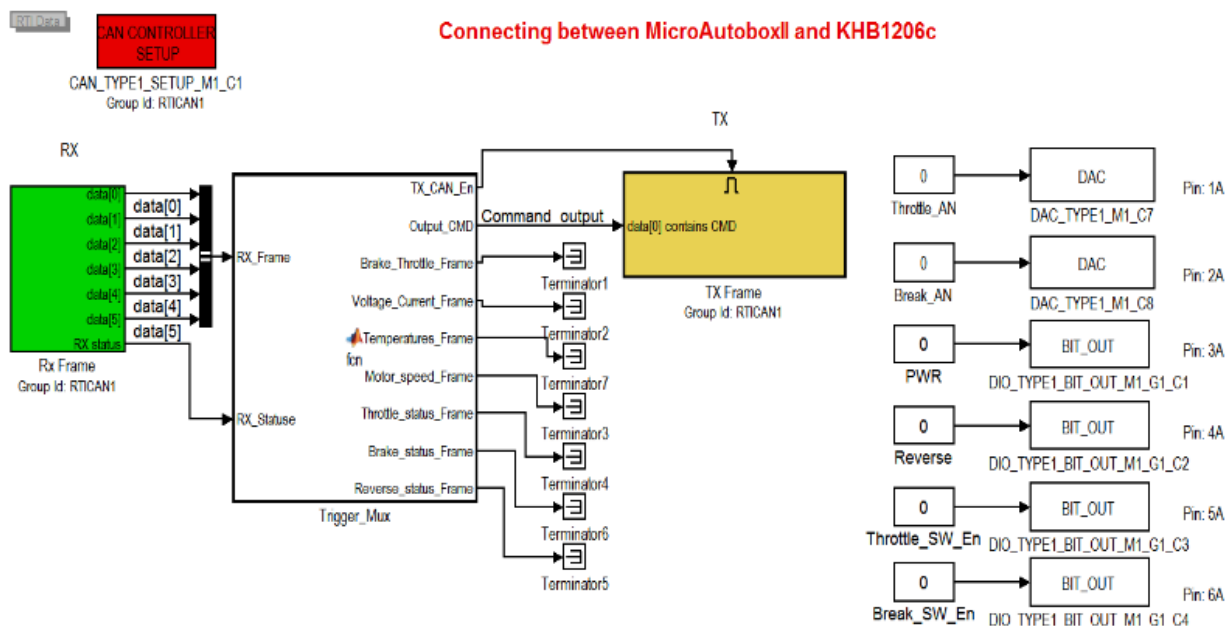 RTI Data
CAN CONTROLLER
SETUP
CAN_TYPE1_SETUP_M1_C1
Group Id: RTICAN1
Connecting between MicroAutoboxII and KHB1206c
RX
data[0]
data[1]
data[2]
data[3]
data[4]
data[5]
RX status
Rx Frame
Group Id: RTICAN1
data[0]
data[1]
data[2]
data[3]
data[4]
data[5]
RX_Frame
RX_Statuse
fcn
TX_CAN_En
Output_CMD
Brake_Throttle_Frame
Voltage_Current_Frame
Temperatures_Frame
Motor_speed_Frame
Throttle_status_Frame
Brake_status_Frame
Reverse_status_Frame
Trigger_Mux
Command_output
Terminator1
Terminator2
Terminator7
Terminator3
Terminator4
Terminator6
Terminator5
TX
data[0] contains CMD
TX Frame
Group Id: RTICAN1
0
Throttle_AN
DAC
DAC_TYPE1_M1_C7
Pin: 1A
0
Break_AN
DAC
DAC_TYPE1_M1_C8
Pin: 2A
0
PWR
BIT_OUT
DIO_TYPE1_BIT_OUT_M1_G1_C1
Pin: 3A
0
Reverse
BIT_OUT
DIO_TYPE1_BIT_OUT_M1_G1_C2
Pin: 4A
0
Throttle_SW_En
BIT_OUT
DIO_TYPE1_BIT_OUT_M1_G1_C3
Pin: 5A
0
Break_SW_En
BIT_OUT
DIO_TYPE1_BIT_OUT_M1_G1_C4
Pin: 6A